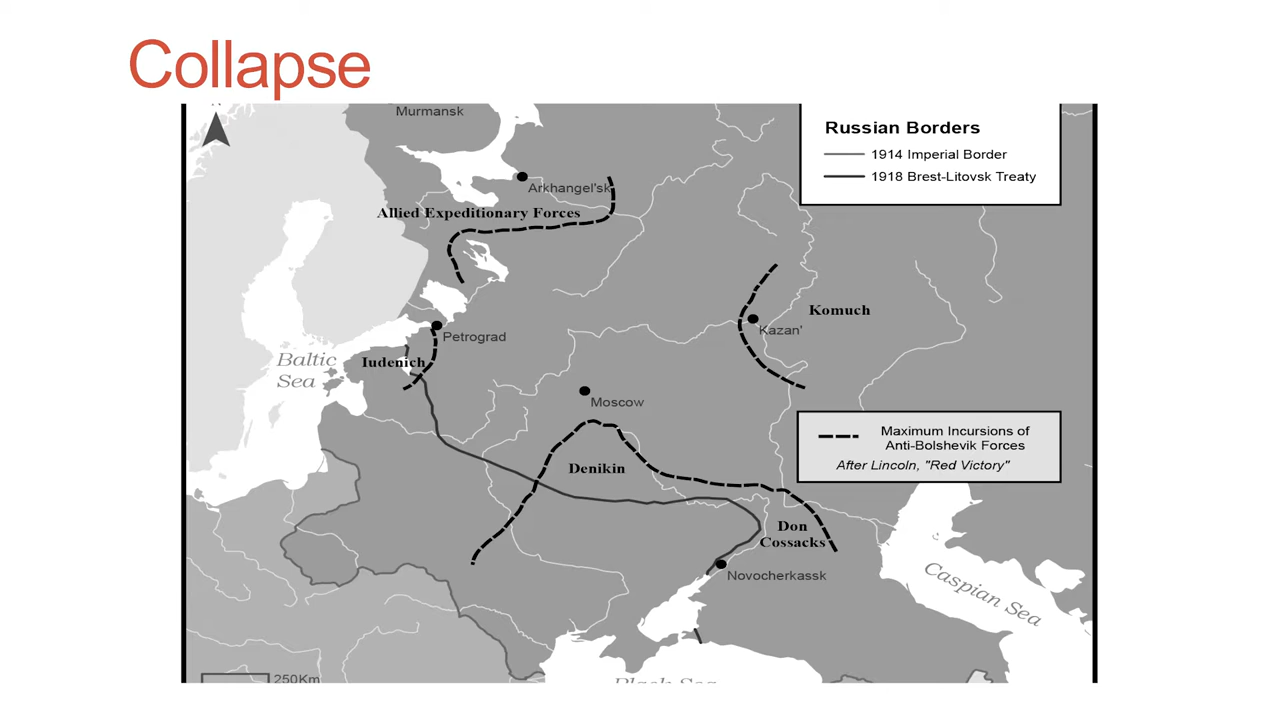 Collapse
Murmansk
Russian Borders
1914 Imperial Border
1918 Brest-Litovsk Treaty
Arkhangel'sk
Allied Expeditionary Forces
Komuch
Kazan'
Petrograd
Baltic
Sea
Iudenich
Moscow
Maximum Incursions of
Anti-Bolshevik Forces
After Lincoln, "Red Victory"
Denikin
Don
Cossacks
Novocherkassk
Caspian Sea
250Km
Black Sea